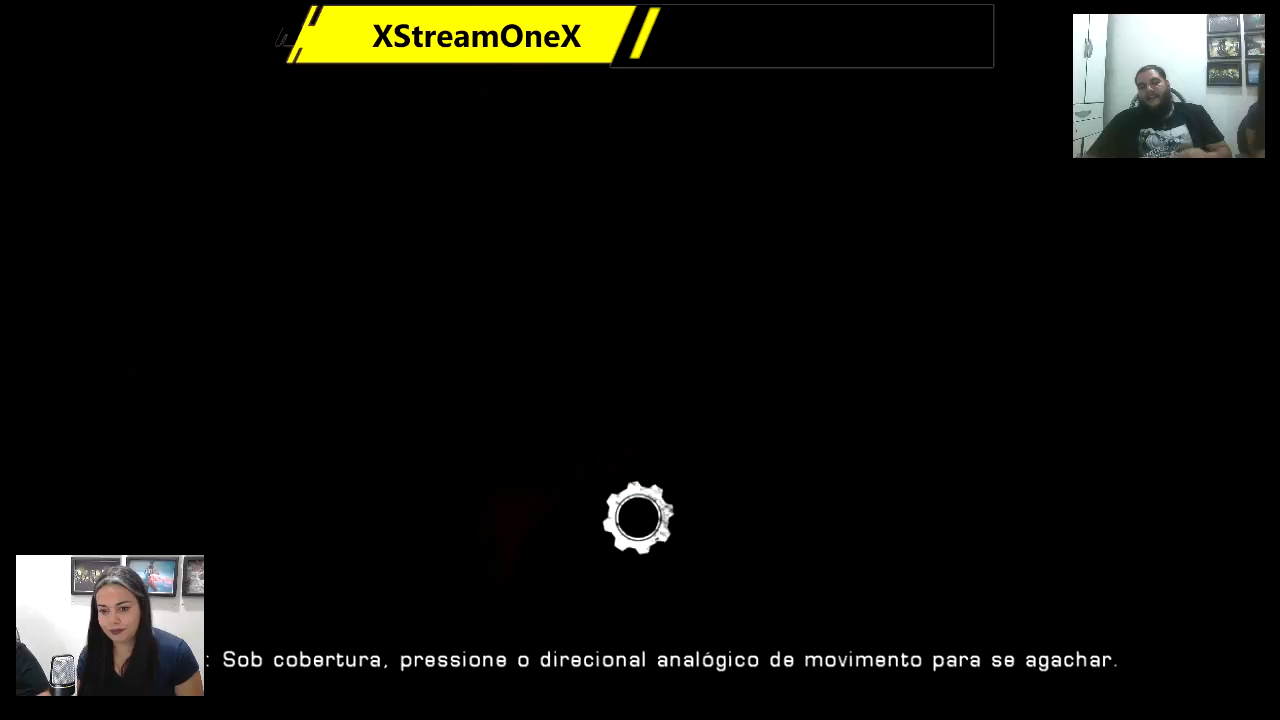 XStreamOneX
: Sob cobertura, pressione o direcional analógico de movimento para se agachar.